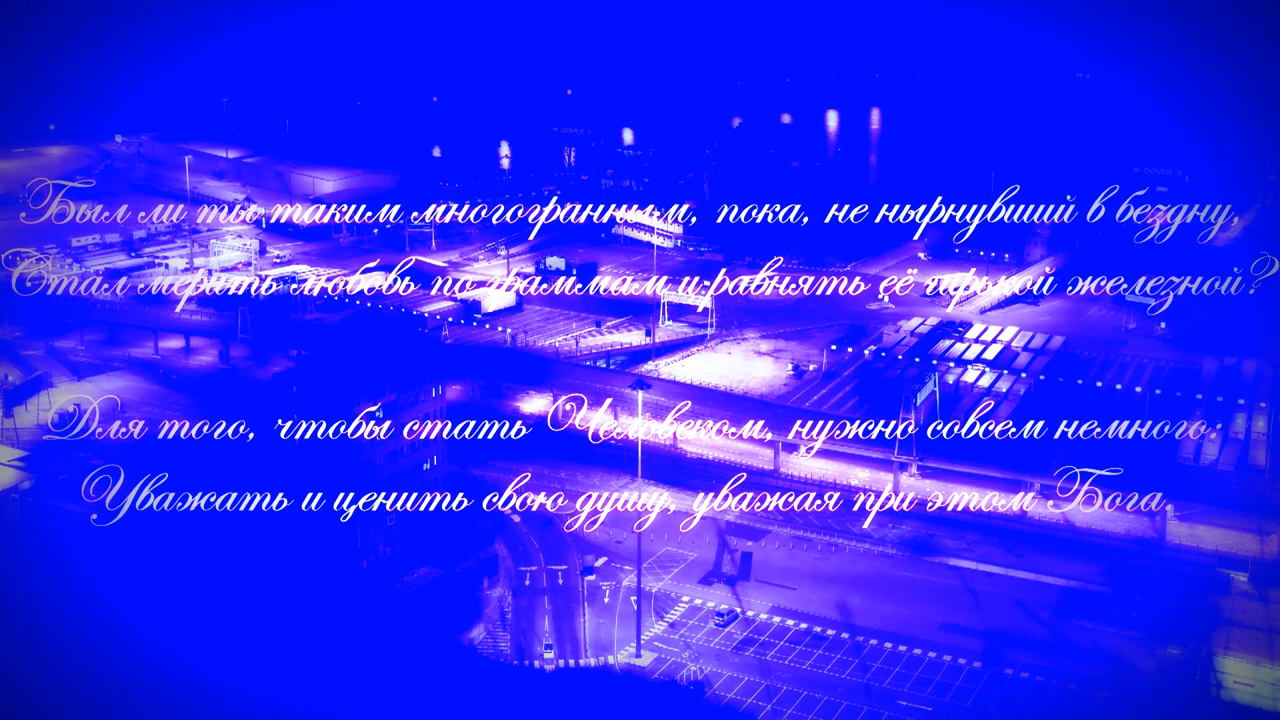 Был ли ты таким многогранным, пока, не нырнувший в бездну,
Стал мерить любовь по граммам и равнять её гирькой железной?
Для того, чтобы стать Человеком, нужно совсем немного:
Уважать и ценить свою душу, уважая при этом Бога.